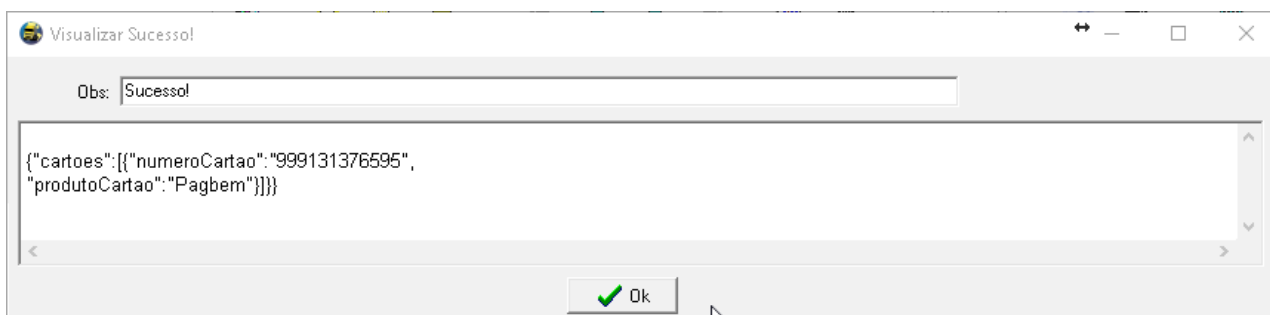 Visualizar Sucesso!
Obs: Sucesso!
{"cartoes":[{"numeroCartao":"999131376595",
"produtoCartao":"Pagbem"}]}}
Ok